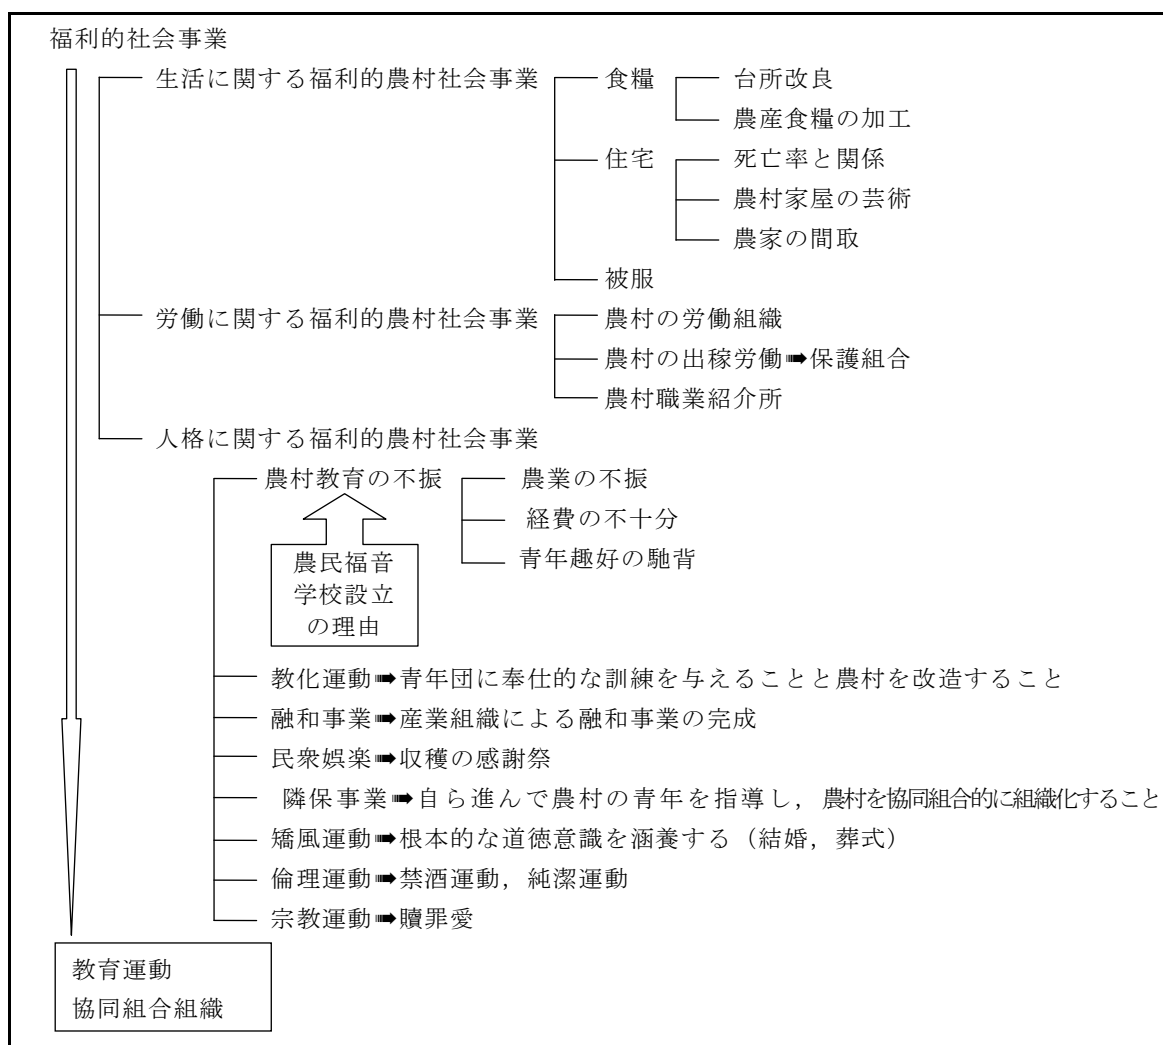 福利的社会事業
生活に関する福利的農村社会事業 食糧 台所改良
農産食糧の加工
住宅 死亡率と関係
農村家屋の芸術
農家の間取
被服
労働に関する福利的農村社会事業 農村の労働組織
農村の出稼労働➠保護組合
農村職業紹介所
人格に関する福利的農村社会事業
農村教育の不振 農業の不振
経費の不十分
青年趣好の馳背
農民福音
学校設立
の理由
教化運動➠青年団に奉仕的な訓練を与えることと農村を改造すること
融和事業➠産業組織による融和事業の完成
民衆娯楽➠収穫の感謝祭
隣保事業➠自ら進んで農村の青年を指導し，農村を協同組合的に組織化すること
矯風運動➠根本的な道徳意識を涵養する（結婚，葬式）
倫理運動➠禁酒運動，純潔運動
宗教運動➠贖罪愛
教育運動
協同組合組織